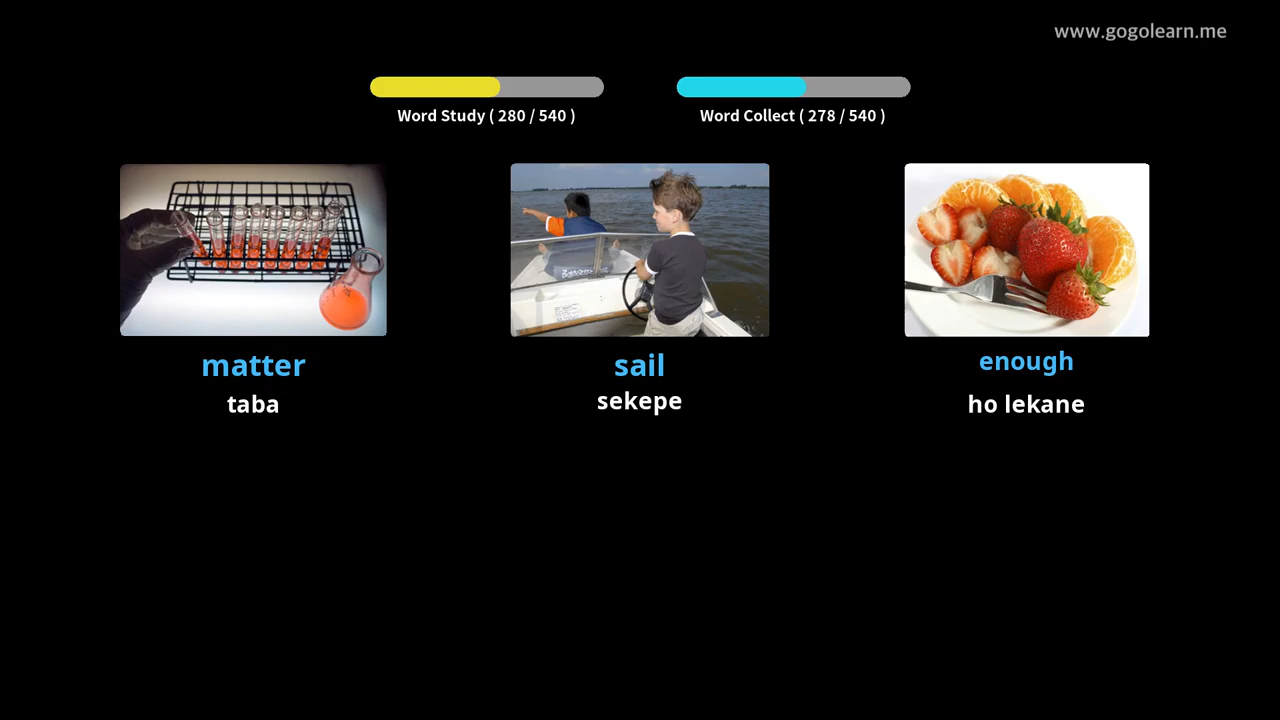 www.gogolearn.me
Word Study ( 280 / 540 )
Word Collect ( 278 / 540 )
matter
taba
sail
sekepe
enough
ho lekane